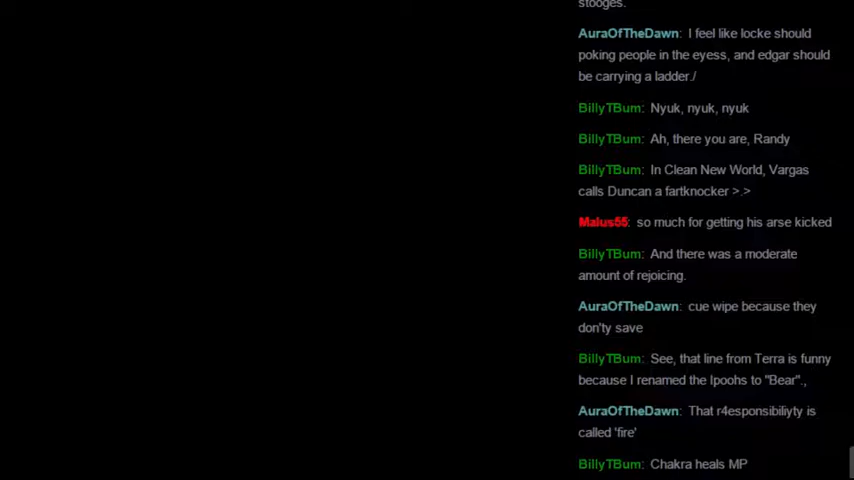 stooges.
AuraOfTheDawn: I feel like locke should
poking people in the eyess, and edgar should
be carrying a ladder./
BillyTBum: Nyuk, nyuk, nyuk
BillyTBum: Ah, there you are, Randy
BillyTBum: In Clean New World, Vargas
calls Duncan a fartknocker >.>
Malus55: so much for getting his arse kicked
BillyTBum: And there was a moderate
amount of rejoicing.
AuraOfTheDawn: cue wipe because they
don'ty save
BillyTBum: See, that line from Terra is funny
because I renamed the Ipoohs to "Bear".,
AuraOfTheDawn: That r4esponsibiliyty is
called 'fire'
BillyTBum: Chakra heals MP